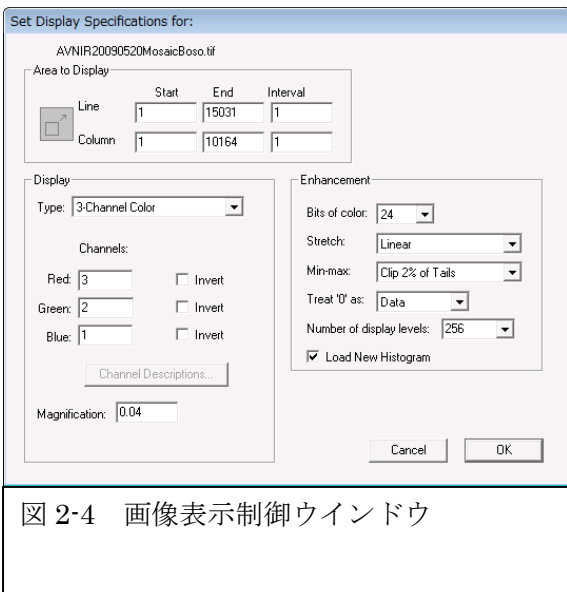 Set Display Specifications for:
AVNIR20090520MosaicBoso.tif
Area to Display
Start End Interval
Line 1 15031 1
Column 1 10164 1
Display
Type: 3-Channel Color
Channels:
Red: 3 Invert
Green: 2 Invert
Blue: 1 Invert
Channel Descriptions...
Magnification: 0.04
Enhancement
Bits of color: 24
Stretch: Linear
Min-max: Clip 2% of Tails
Treat '0' as: Data
Number of display levels: 256
Load New Histogram
Cancel OK
図 2-4 画像表示制御ウインドウ